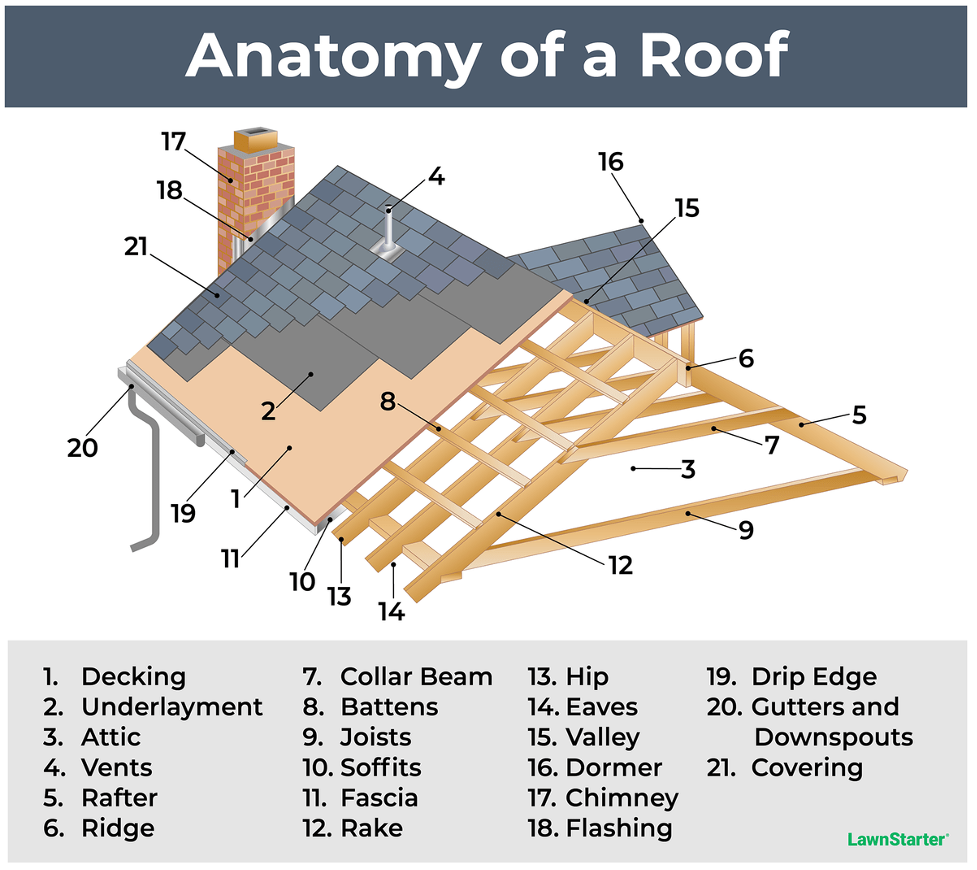 Anatomy of a Roof
17
4
16
18
15
21
6
8
5
2
7
20
3
1
19
9
11
12
10
13
14
1. Decking
2. Underlayment
3. Attic
4. Vents
5. Rafter
6. Ridge
7. Collar Beam
8. Battens
9. Joists
10. Soffits
11. Fascia
12. Rake
13. Hip
14. Eaves
15. Valley
16. Dormer
17. Chimney
18. Flashing
19. Drip Edge
20. Gutters and
Downspouts
21. Covering
LawnStarter